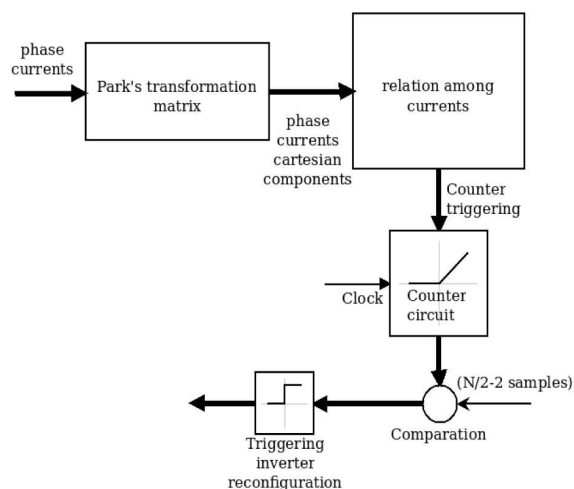 phase
currents
Park's transformation
matrix
relation among
currents
phase
currents
cartesian
components
Counter
triggering
Clock
Counter
circuit
(N/2-2 samples)
Comparation
Triggering
inverter
reconfiguration